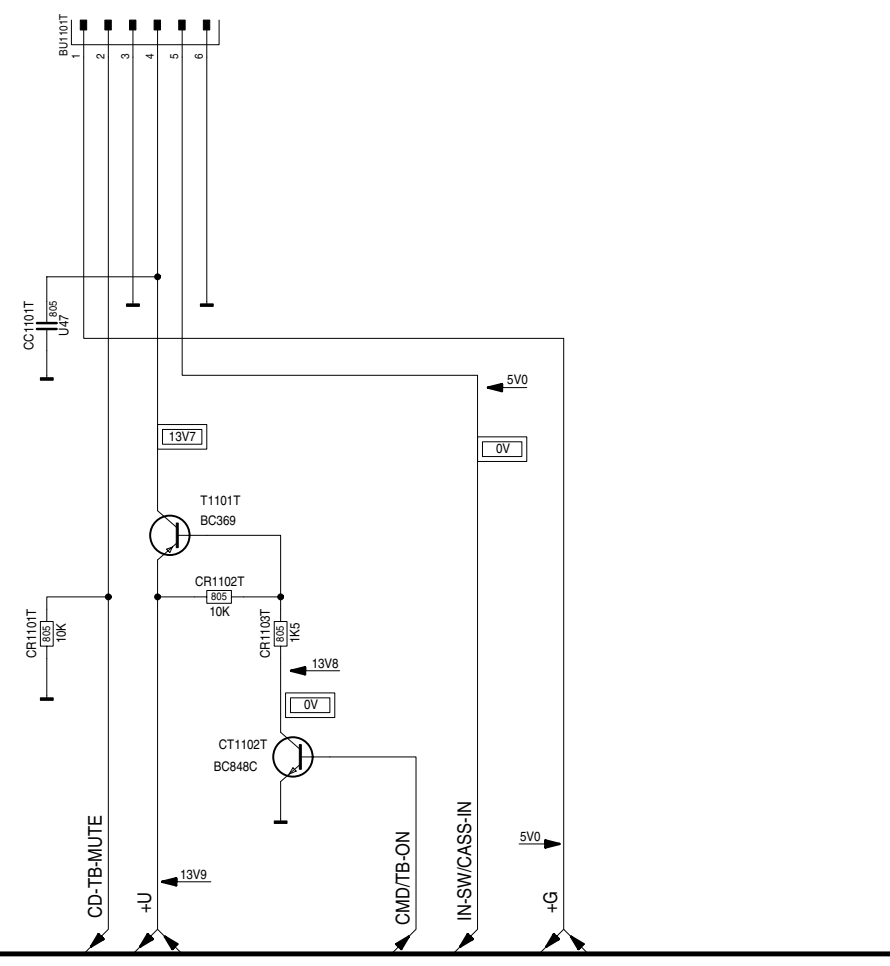 BU1101T
1
2
3
4
5
6
CC1101T
805
U47
5V0
13V7
0V
T1101T
BC369
CR1102T
805
10K
CR1101T
805
10K
CR1103T
805
1K5
13V8
0V
CT1102T
BC848C
CD-TB-MUTE
+U
13V9
CMD/TB-ON
IN-SW/CASS-IN
5V0
+G